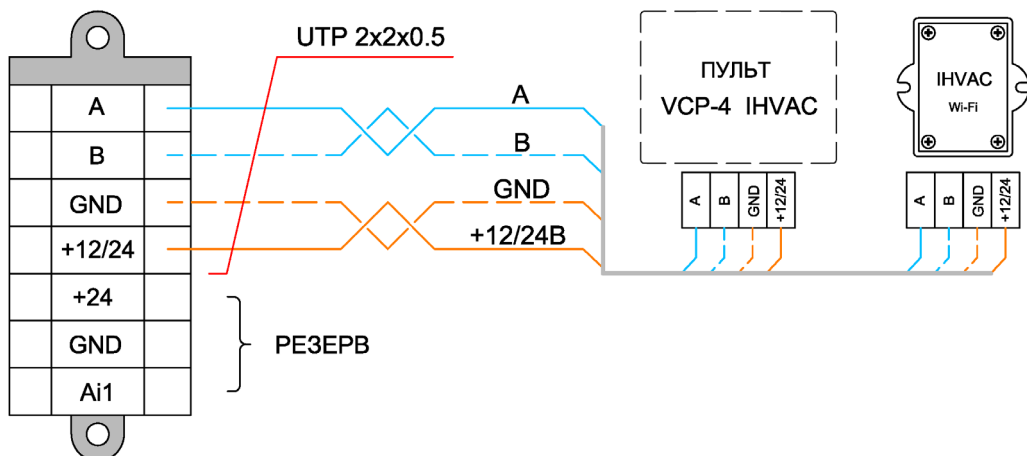 UTP 2x2x0.5
A
B
GND
+12/24
+24
GND
Ai1
A
B
GND
+12/24В
РЕЗЕРВ
ПУЛЬТ
VCP-4 IHVAC
A
B
GND
+12/24
IHVAC
Wi-Fi
A
B
GND
+12/24